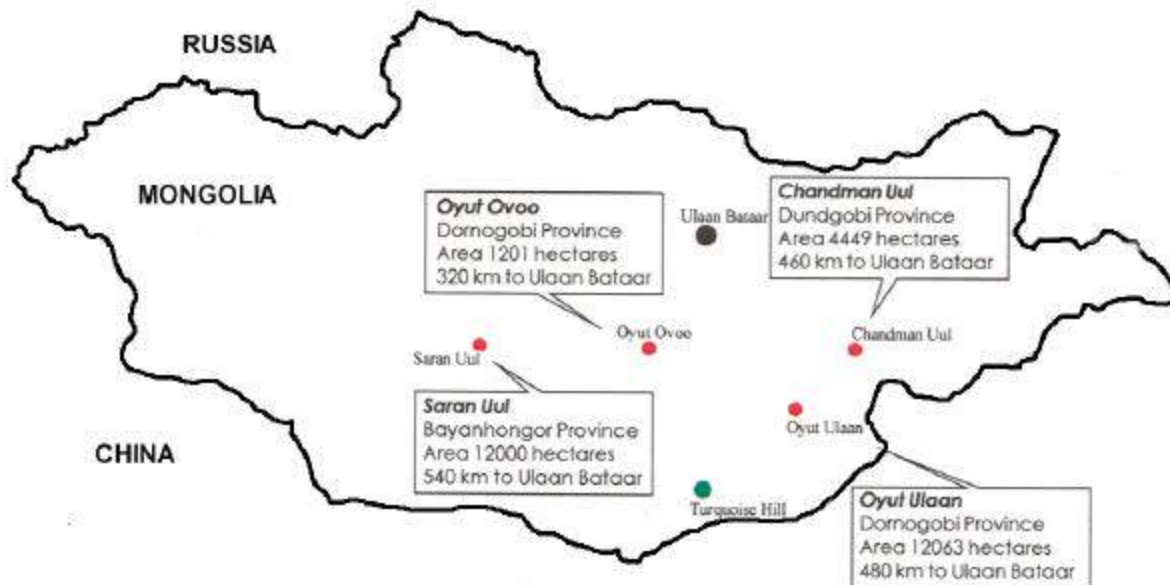 RUSSIA
MONGOLIA
CHINA
Oyut Ovoo
Dornogobi Province
Area 1201 hectares
320 km to Ulaan Bataar
Ulaan Bataar
Chandman Uul
Dundgobi Province
Area 4449 hectares
460 km to Ulaan Bataar
Saran Uul
Oyut Ovoo
Chandman Uul
Saran Uul
Bayanhongor Province
Area 12000 hectares
540 km to Ulaan Bataar
Oyut Ulaan
Turquoise Hill
Oyut Ulaan
Dornogobi Province
Area 12063 hectares
480 km to Ulaan Bataar